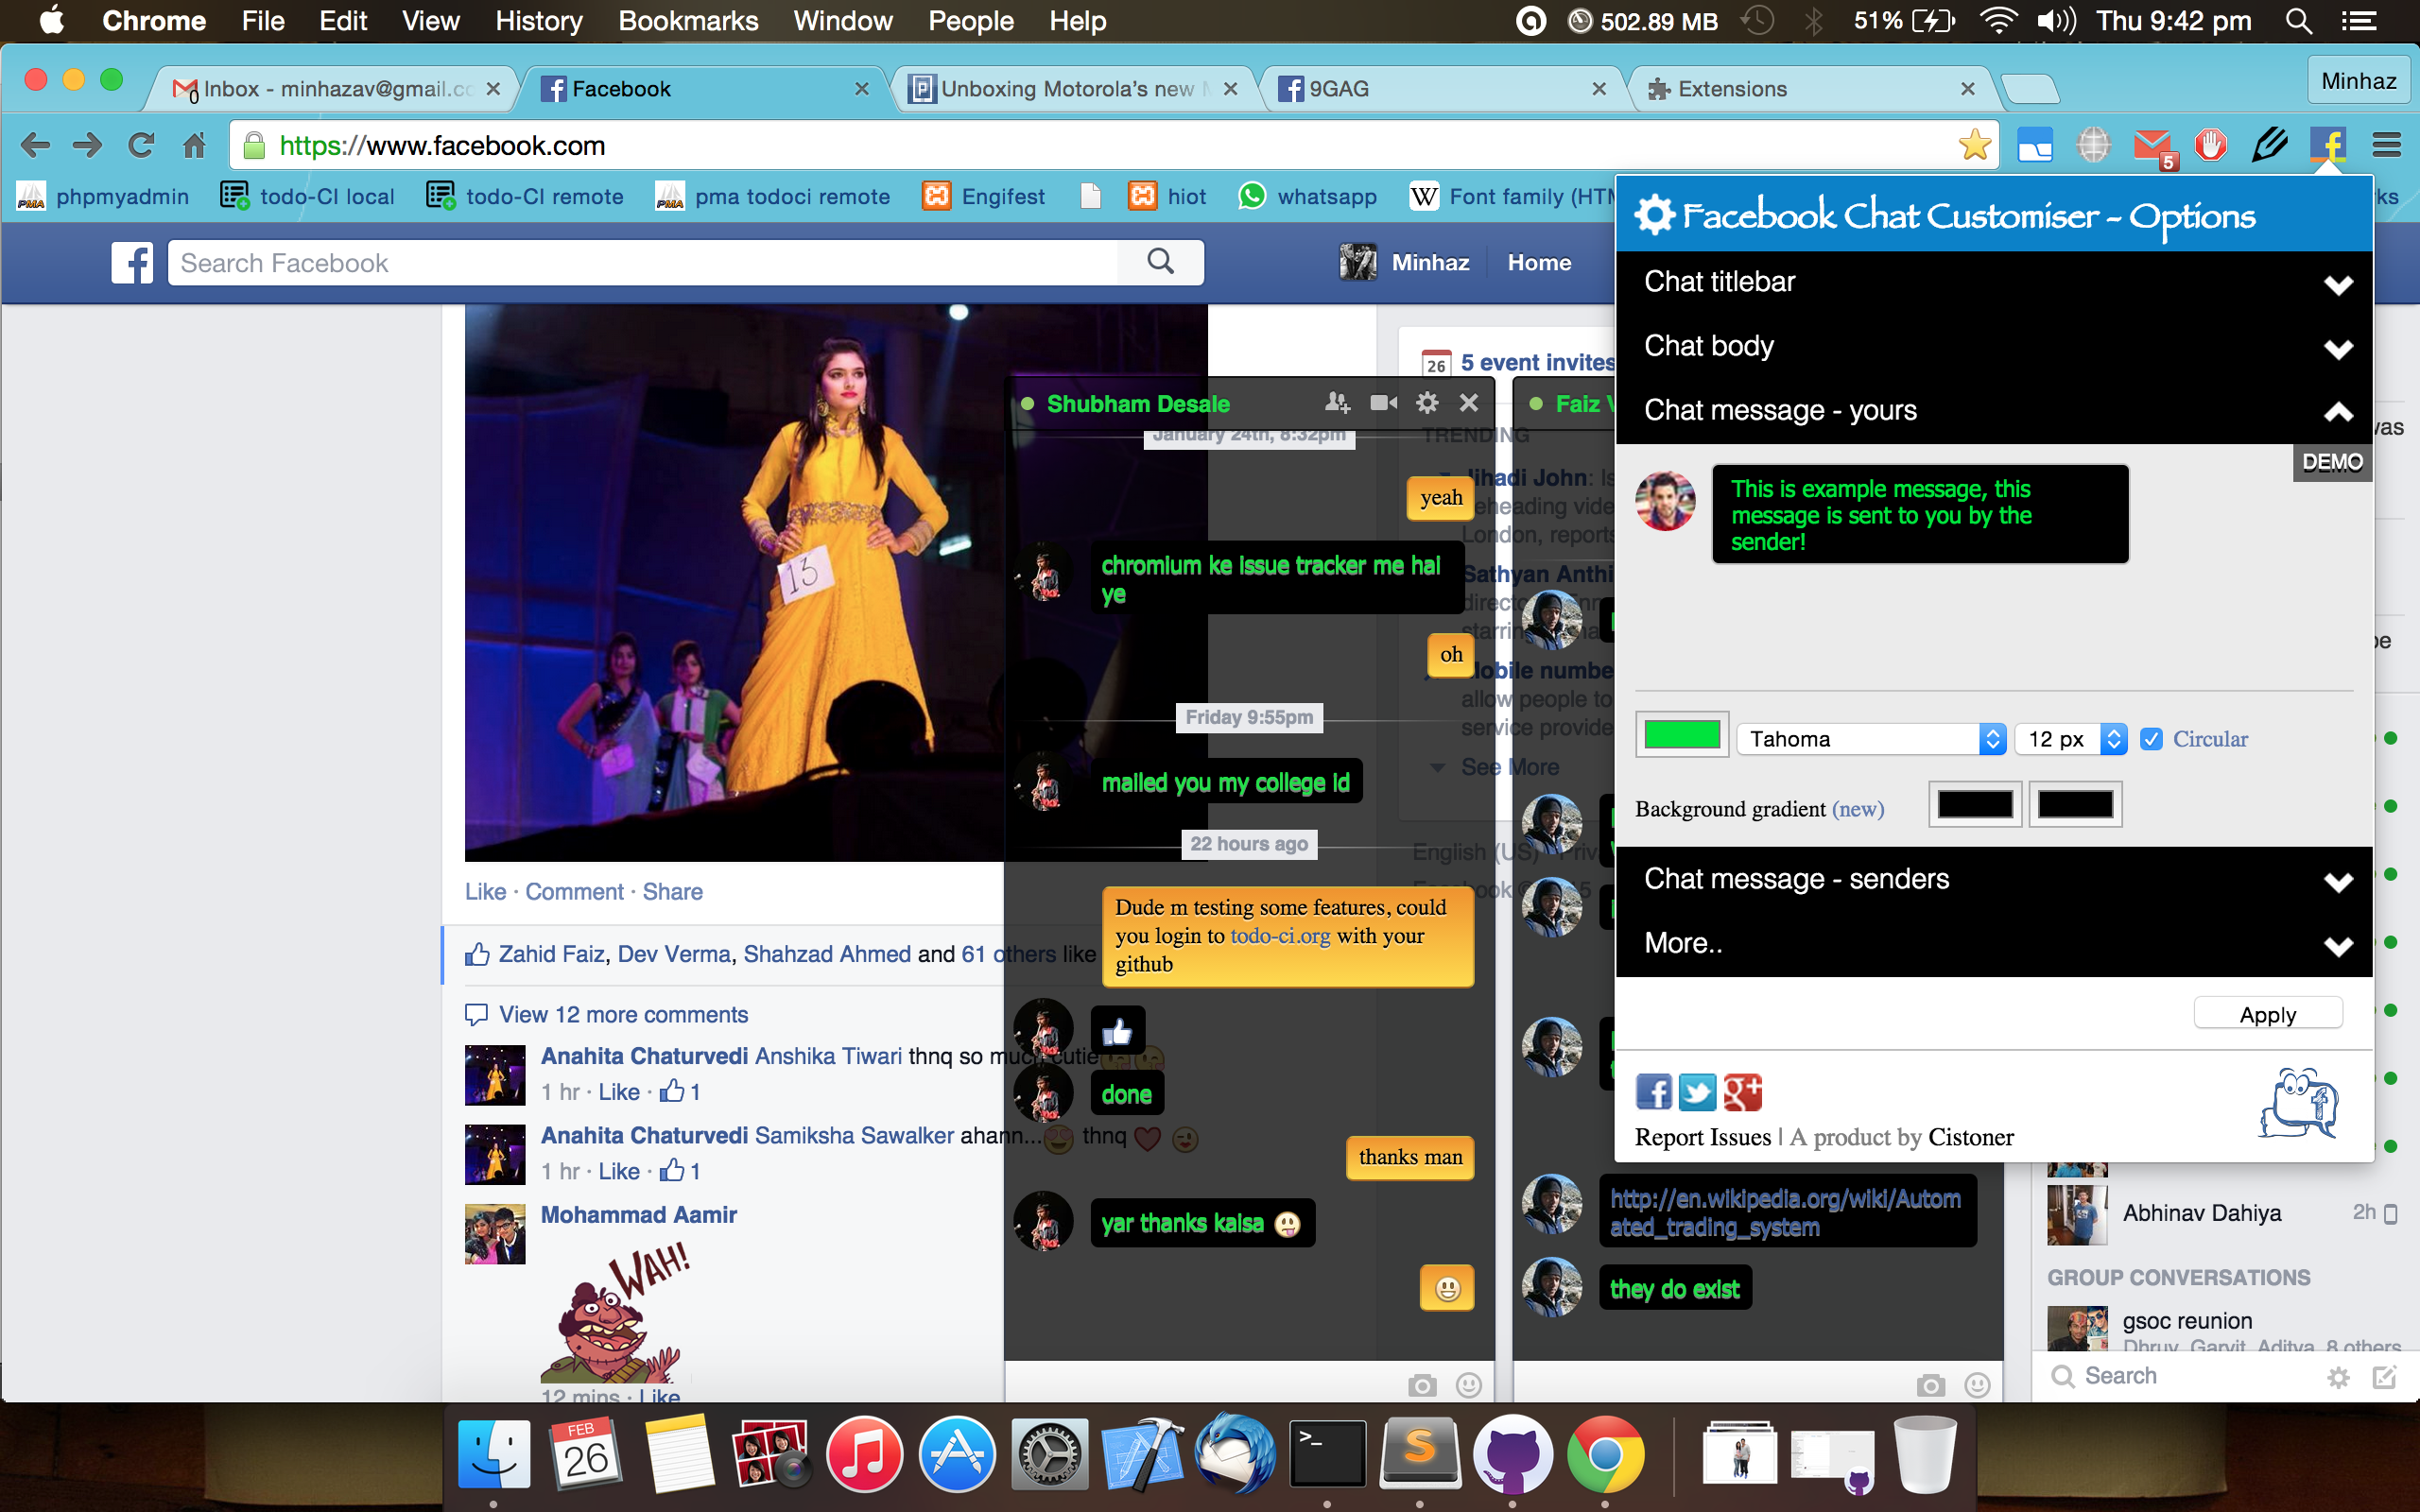 Chrome File Edit View History Bookmarks Window People Help
502.89 MB 51% Thu 9:42 pm
Inbox - minhazav@gmail.c
0
Facebook
Unboxing Motorola's new
9GAG
Extensions
Minhaz
https://www.facebook.com
5
phpmyadmin
todo-CI local
todo-CI remote
pma todoci remote
Engifest
hiot
whatsapp
Font family (HT
ks
Search Facebook
Minhaz
Home
13
Like · Comment · Share
Zahid Faiz, Dev Verma, Shahzad Ahmed and 61 others like
View 12 more comments
Anahita Chaturvedi Anshika Tiwari thnq so much cutie
1 hr · Like · 1
Anahita Chaturvedi Samiksha Sawalker ahann... thnq
1 hr · Like · 1
Mohammad Aamir
WAH!
12 mins · Like
26 5 event invites
TRENDING
Jihadi John: Is
London, reports
Sathyan Anthi
allow people to
service provide
See More
English (US)
Shubham Desale
January 24th, 8:32pm
yeah
chromium ke issue tracker me hai
ye
oh
Friday 9:55pm
mailed you my college id
22 hours ago
Dude m testing some features, could
you login to todo-ci.org with your
github
done
thanks man
yar thanks kaisa
Faiz
http://en.wikipedia.org/wiki/Autom
ated_trading_system
they do exist
Facebook Chat Customiser - Options
Chat titlebar
Chat body
Chat message - yours
DEMO
This is example message, this
message is sent to you by the
sender!
Tahoma
12 px
Circular
Background gradient (new)
Chat message - senders
More..
Apply
Report Issues | A product by Cistoner
Abhinav Dahiya
2h
GROUP CONVERSATIONS
gsoc reunion
Dhruv, Garvit, Aditya, 8 others
Search
FEB
26